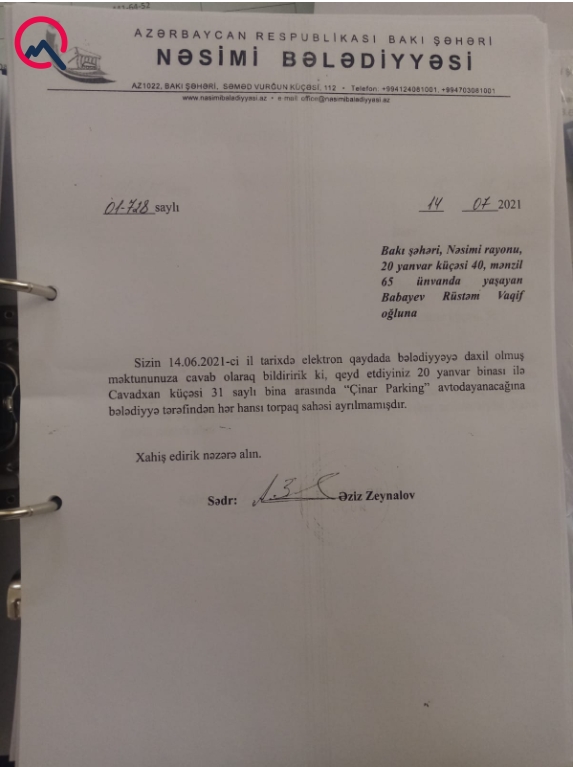 AZƏRBAYCAN RESPUBLİKASI BAKI ŞƏHƏRİ
NƏSİMİ BƏLƏDİYYƏSİ
AZ1022, BAKI ŞƏHƏRİ, SƏMƏD VURĞUN KÜÇƏSİ, 112 • Telefon: +994124081001, +994703081001
www.nəsimibələdiyyəsi.az • e-mail: office@nəsimibələdiyyəsi.az
01-728 saylı
14 07 2021
Bakı şəhəri, Nəsimi rayonu,
20 yanvar küçəsi 40, mənzil
65 ünvanda yaşayan
Babayev Rüstəm Vaqif
oğluna
Sizin 14.06.2021-ci il tarixdə elektron qaydada bələdiyyəyə daxil olmuş
məktununuza cavab olaraq bildiririk ki, qeyd etdiyiniz 20 yanvar binası ilə
Cavadxan küçəsi 31 saylı bina arasında “Çinar Parking” avtodayanacağına
bələdiyyə tərəfindən hər hansı torpaq sahəsi ayrılmamışdır.
Xahiş edirik nəzərə alın.
Sədr: Əziz Zeynalov